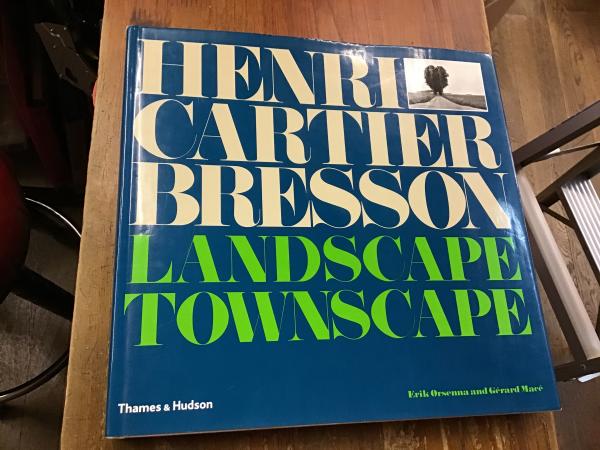 HENRI
CARTIER
BRESSON
LANDSCAPE
TOWNSCAPE
Erik Orsenna and Gérard Macé
Thames & Hudson